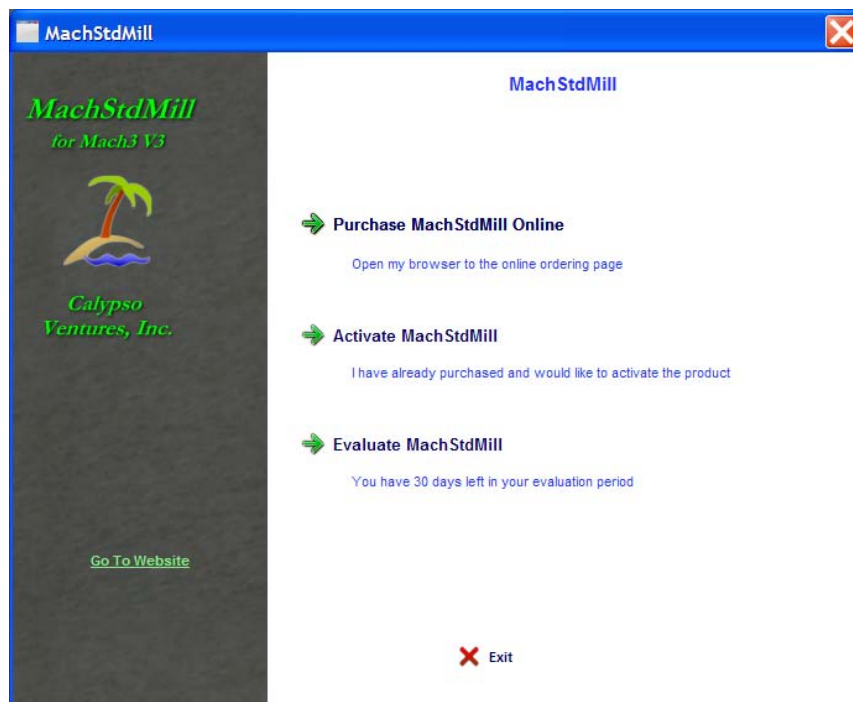 MachStdMill
MachStdMill
for Mach3 V3
Calypso
Ventures, Inc.
Go To Website
MachStdMill
Purchase MachStdMill Online
Open my browser to the online ordering page
Activate MachStdMill
I have already purchased and would like to activate the product
Evaluate MachStdMill
You have 30 days left in your evaluation period
Exit